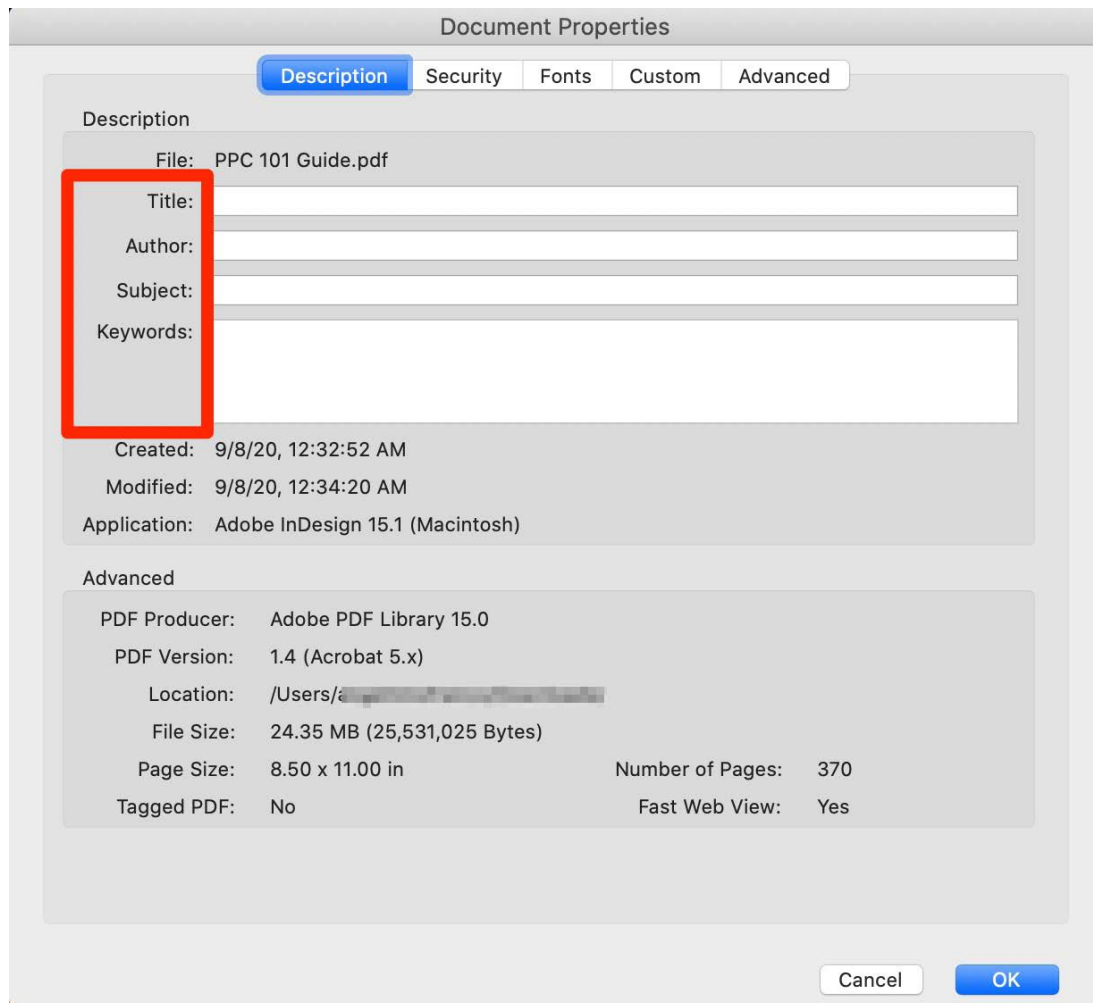 Document Properties
Description Security Fonts Custom Advanced
Description
File: PPC 101 Guide.pdf
Title:
Author:
Subject:
Keywords:
Created: 9/8/20, 12:32:52 AM
Modified: 9/8/20, 12:34:20 AM
Application: Adobe InDesign 15.1 (Macintosh)
Advanced
PDF Producer: Adobe PDF Library 15.0
PDF Version: 1.4 (Acrobat 5.x)
Location: /Users/
File Size: 24.35 MB (25,531,025 Bytes)
Page Size: 8.50 x 11.00 in Number of Pages: 370
Tagged PDF: No Fast Web View: Yes
Cancel OK